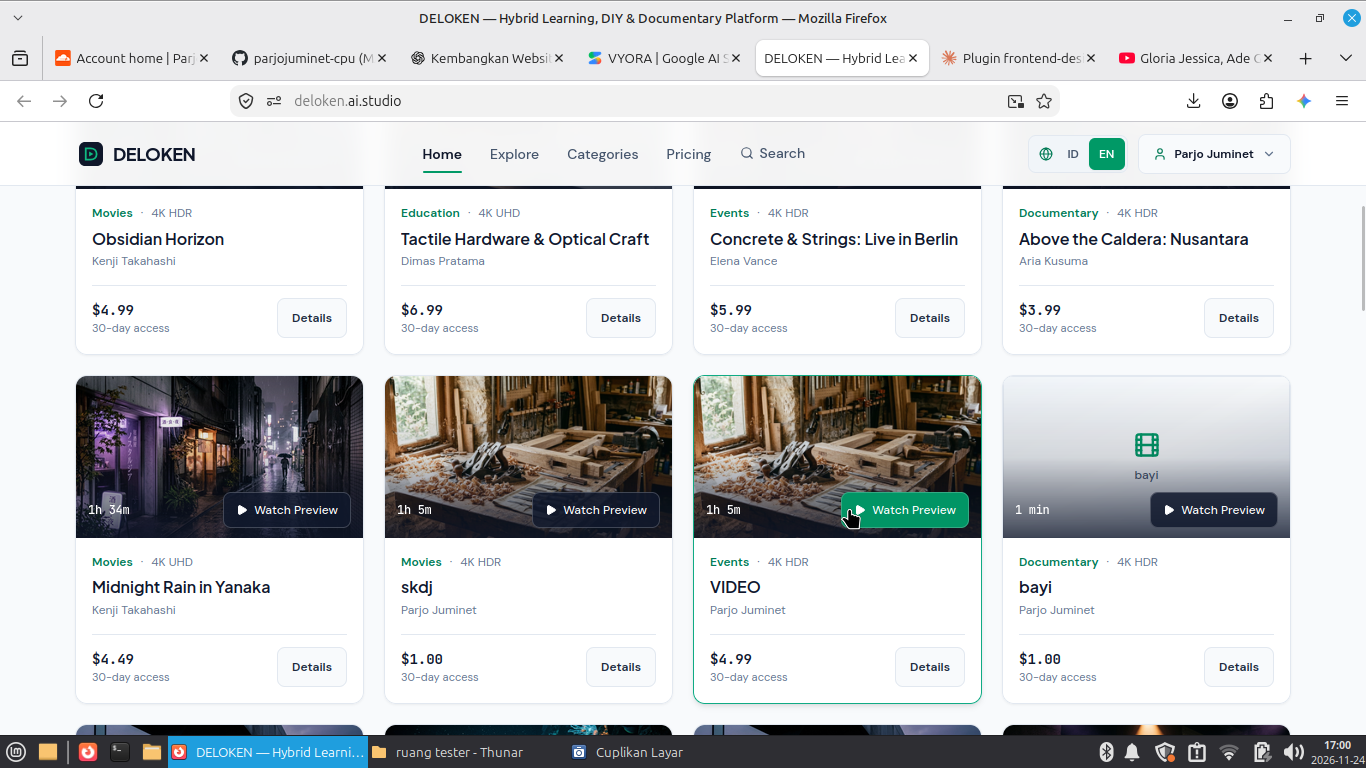 DELOKEN — Hybrid Learning, DIY & Documentary Platform — Mozilla Firefox
Account home | Parj
parjojuminet-cpu (M
Kembangkan Websit
VYORA | Google AI S
DELOKEN — Hybrid Lea
Plugin frontend-des
Gloria Jessica, Ade C
deloken.ai.studio
DELOKEN
Home
Explore
Categories
Pricing
Search
ID
EN
Parjo Juminet
Movies · 4K HDR
Obsidian Horizon
Kenji Takahashi
$4.99
30-day access
Details
Education · 4K UHD
Tactile Hardware & Optical Craft
Dimas Pratama
$6.99
30-day access
Details
Events · 4K HDR
Concrete & Strings: Live in Berlin
Elena Vance
$5.99
30-day access
Details
Documentary · 4K HDR
Above the Caldera: Nusantara
Aria Kusuma
$3.99
30-day access
Details
1h 34m
Watch Preview
Movies · 4K UHD
Midnight Rain in Yanaka
Kenji Takahashi
$4.49
30-day access
Details
1h 5m
Watch Preview
Movies · 4K HDR
skdj
Parjo Juminet
$1.00
30-day access
Details
1h 5m
Watch Preview
Events · 4K HDR
VIDEO
Parjo Juminet
$4.99
30-day access
Details
bayi
1 min
Watch Preview
Documentary · 4K HDR
bayi
Parjo Juminet
$1.00
30-day access
Details
DELOKEN — Hybrid Learni...
ruang tester - Thunar
Cuplikan Layar
17:00
2026-11-24